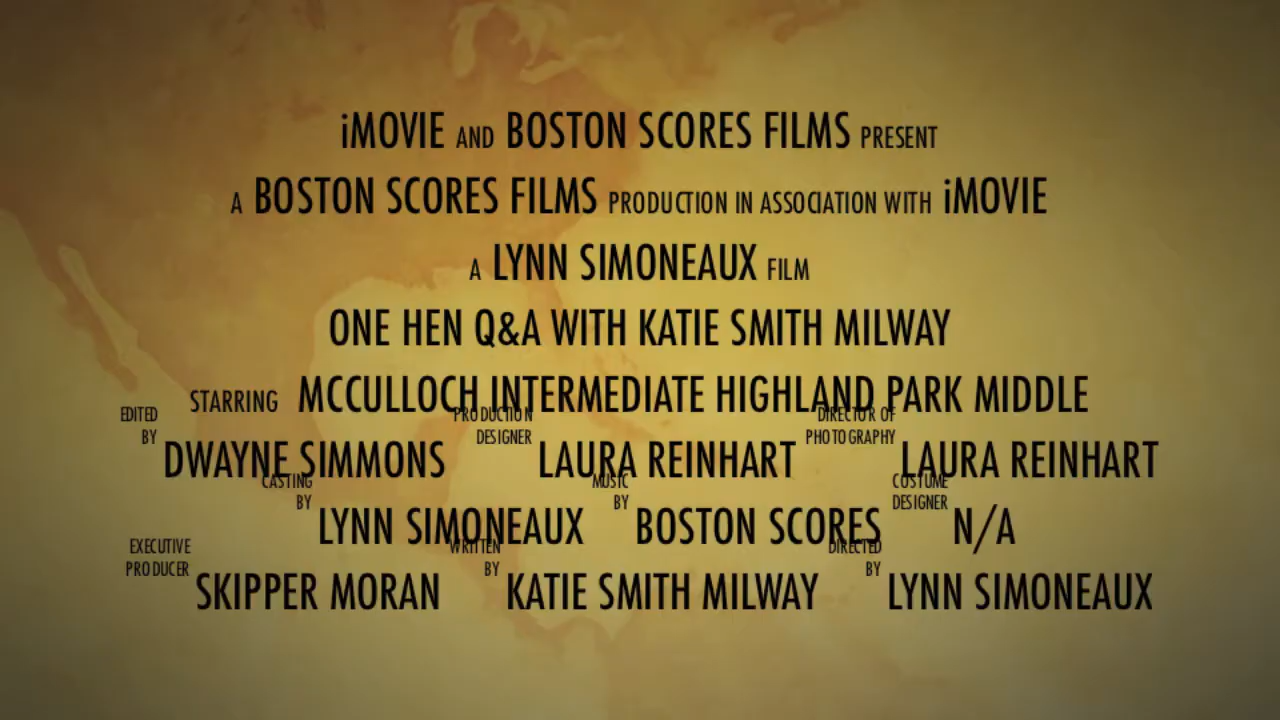 iMOVIE AND BOSTON SCORES FILMS PRESENT
A BOSTON SCORES FILMS PRODUCTION IN ASSOCIATION WITH iMOVIE
A LYNN SIMONEAUX FILM
ONE HEN Q&A WITH KATIE SMITH MILWAY
STARRING MCCULLOCH INTERMEDIATE HIGHLAND PARK MIDDLE
EDITED BY DWAYNE SIMMONS PRODUCTION DESIGNER LAURA REINHART DIRECTOR OF PHOTOGRAPHY LAURA REINHART
CASTING BY LYNN SIMONEAUX MUSIC BY BOSTON SCORES COSTUME DESIGNER N/A
EXECUTIVE PRODUCER SKIPPER MORAN WRITTEN BY KATIE SMITH MILWAY DIRECTED BY LYNN SIMONEAUX